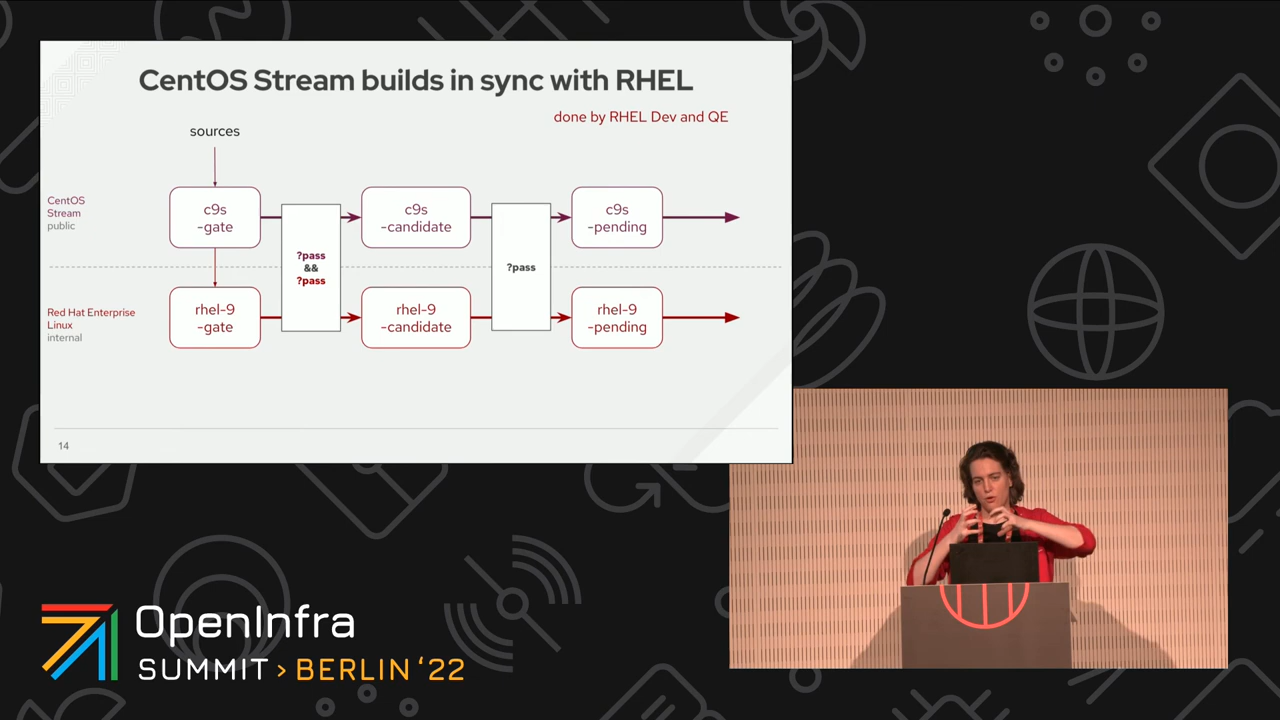 CentOS Stream builds in sync with RHEL
done by RHEL Dev and QE
sources
CentOS
Stream
public
c9s
-gate
c9s
-candidate
c9s
-pending
?pass
&&
?pass
?pass
Red Hat Enterprise
Linux
internal
rhel-9
-gate
rhel-9
-candidate
rhel-9
-pending
14
OpenInfra
SUMMIT > BERLIN ‘22